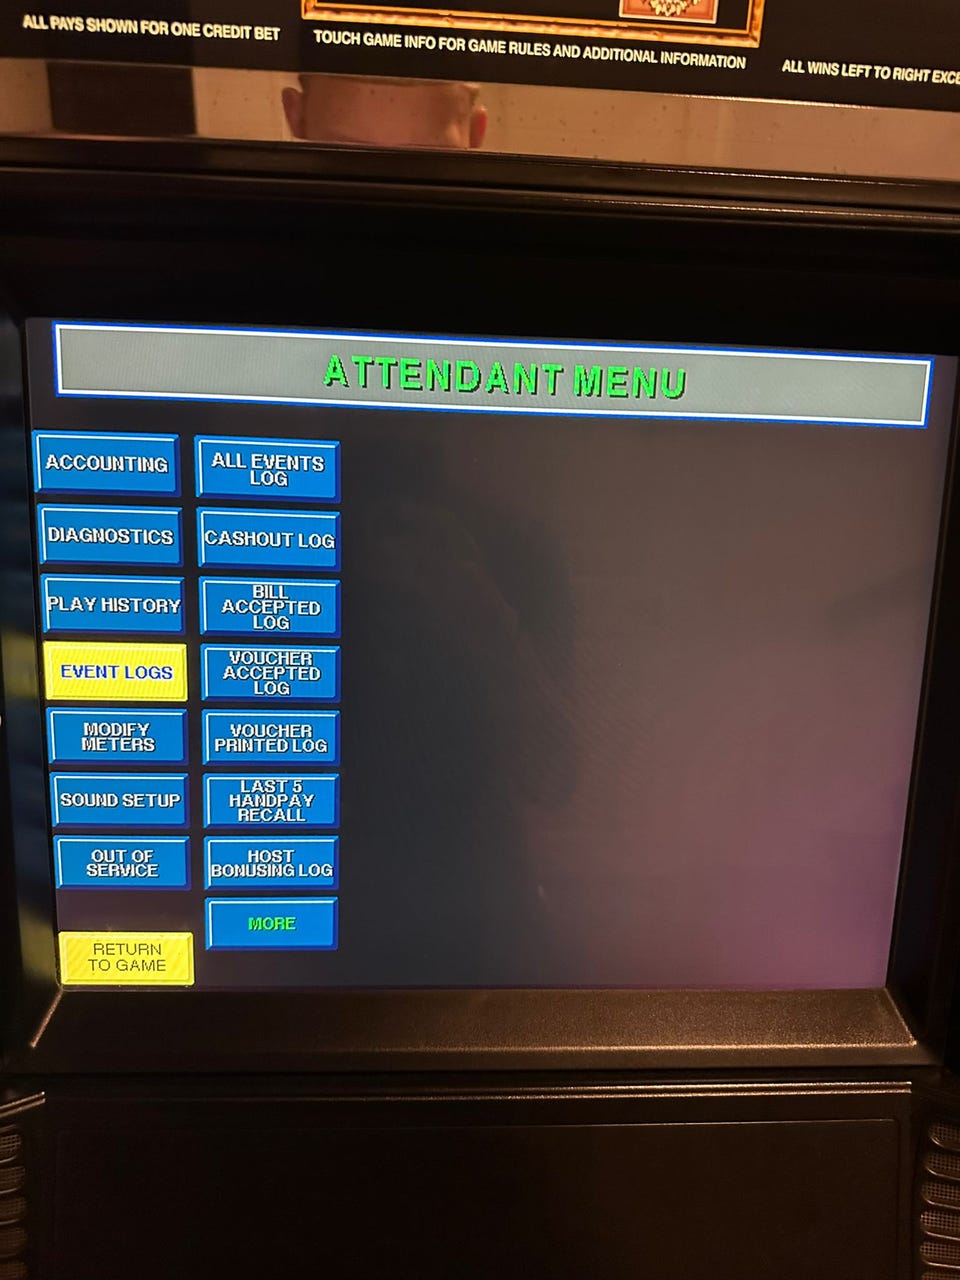 ALL PAYS SHOWN FOR ONE CREDIT BET
TOUCH GAME INFO FOR GAME RULES AND ADDITIONAL INFORMATION
ALL WINS LEFT TO RIGHT EXCE
ATTENDANT MENU
ACCOUNTING
DIAGNOSTICS
PLAY HISTORY
EVENT LOGS
MODIFY
METERS
SOUND SETUP
OUT OF
SERVICE
RETURN
TO GAME
ALL EVENTS
LOG
CASHOUT LOG
BILL
ACCEPTED
LOG
VOUCHER
ACCEPTED
LOG
VOUCHER
PRINTED LOG
LAST 5
HANDPAY
RECALL
HOST
BONUSING LOG
MORE